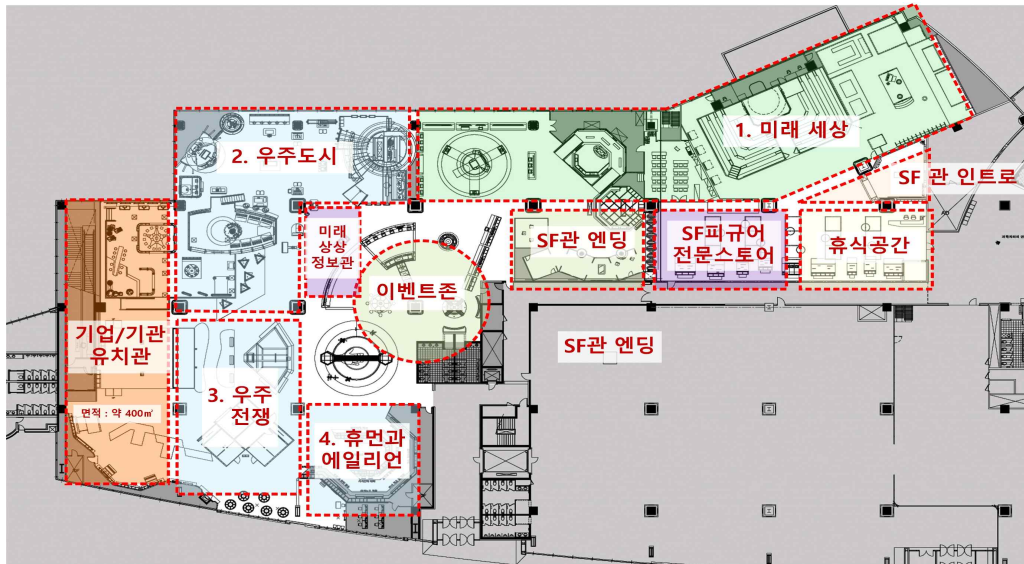 1. 미래 세상
2. 우주도시
SF 관 인트로
미래
상상
정보관
SF관 엔딩
SF피규어
전문스토어
휴식공간
이벤트존
기업/기관
유치관
SF관 엔딩
3. 우주
전쟁
면적 : 약 400㎡
4. 휴먼과
에일리언